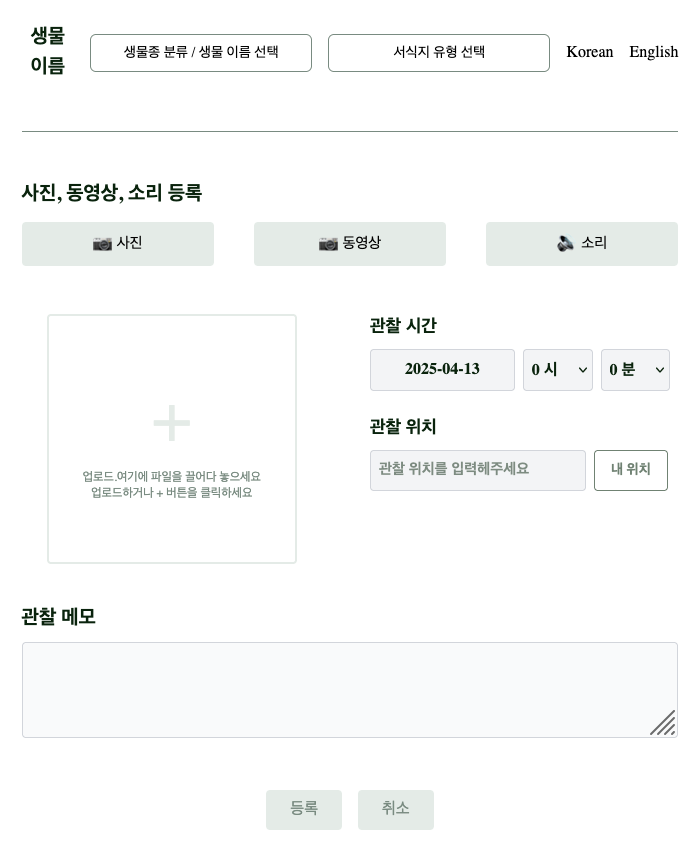 생물
이름
생물종 분류 / 생물 이름 선택
서식지 유형 선택
Korean English
사진, 동영상, 소리 등록
사진
동영상
소리
관찰 시간
2025-04-13
0 시
0 분
관찰 위치
관찰 위치를 입력헤주세요
내 위치
+
업로드.여기에 파일을 끌어다 놓으세요
업로드하거나 + 버튼을 클릭하세요
관찰 메모
등록
취소